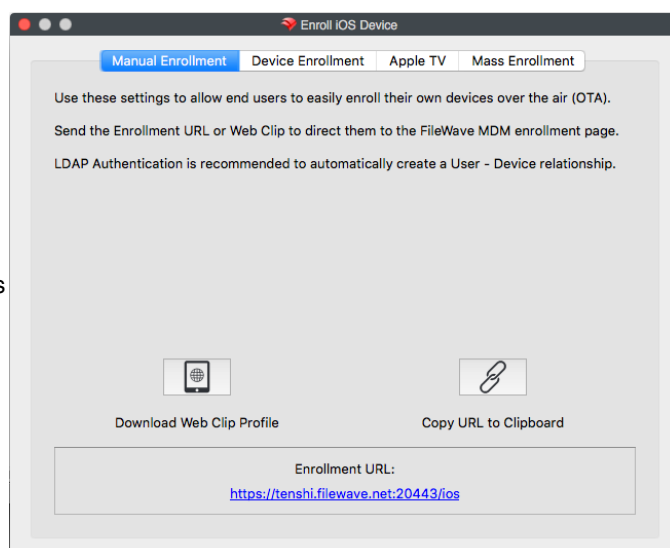 Enroll iOS Device
Manual Enrollment Device Enrollment Apple TV Mass Enrollment
Use these settings to allow end users to easily enroll their own devices over the air (OTA).
Send the Enrollment URL or Web Clip to direct them to the FileWave MDM enrollment page.
LDAP Authentication is recommended to automatically create a User - Device relationship.
s
Download Web Clip Profile Copy URL to Clipboard
Enrollment URL:
https://tenshi.filewave.net:20443/ios